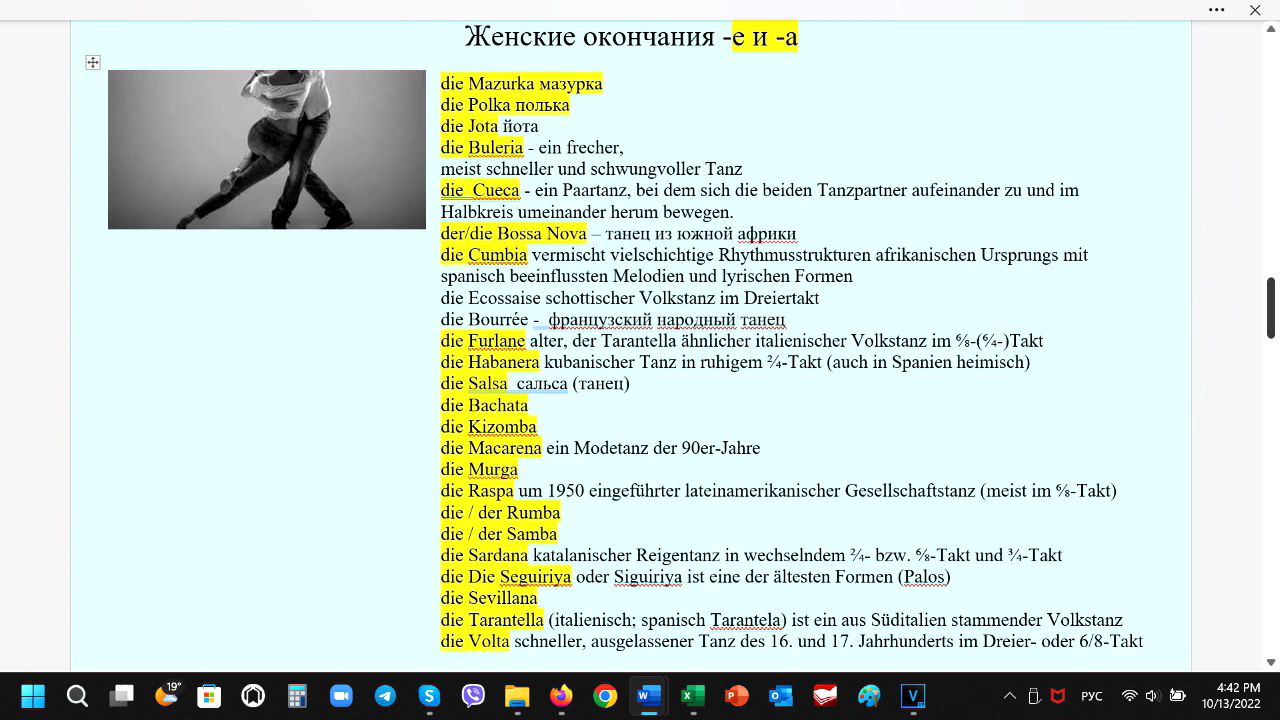 Женские окончания -е и -а
die Mazurka мазурка
die Polka полька
die Jota йота
die Buleria - ein frecher,
meist schneller und schwungvoller Tanz
die  Cueca - ein Paartanz, bei dem sich die beiden Tanzpartner aufeinander zu und im
Halbkreis umeinander herum bewegen.
der/die Bossa Nova – танец из южной африки
die Cumbia vermischt vielschichtige Rhythmusstrukturen afrikanischen Ursprungs mit
spanisch beeinflussten Melodien und lyrischen Formen
die Ecossaise schottischer Volkstanz im Dreiertakt
die Bourrée -  французский народный танец
die Furlane alter, der Tarantella ähnlicher italienischer Volkstanz im ⁶⁄₈-(⁶⁄₄-)Takt
die Habanera kubanischer Tanz in ruhigem ²⁄₄-Takt (auch in Spanien heimisch)
die Salsa  сальса (танец)
die Bachata
die Kizomba
die Macarena ein Modetanz der 90er-Jahre
die Murga
die Raspa um 1950 eingeführter lateinamerikanischer Gesellschaftstanz (meist im ⁶⁄₈-Takt)
die / der Rumba
die / der Samba
die Sardana katalanischer Reigentanz in wechselndem ²⁄₄- bzw. ⁶⁄₈-Takt und ³⁄₄-Takt
die Die Seguiriya oder Siguiriya ist eine der ältesten Formen (Palos)
die Sevillana
die Tarantella (italienisch; spanisch Tarantela) ist ein aus Süditalien stammender Volkstanz
die Volta schneller, ausgelassener Tanz des 16. und 17. Jahrhunderts im Dreier- oder 6/8-Takt
19°
РУС
4:42 PM
10/13/2022